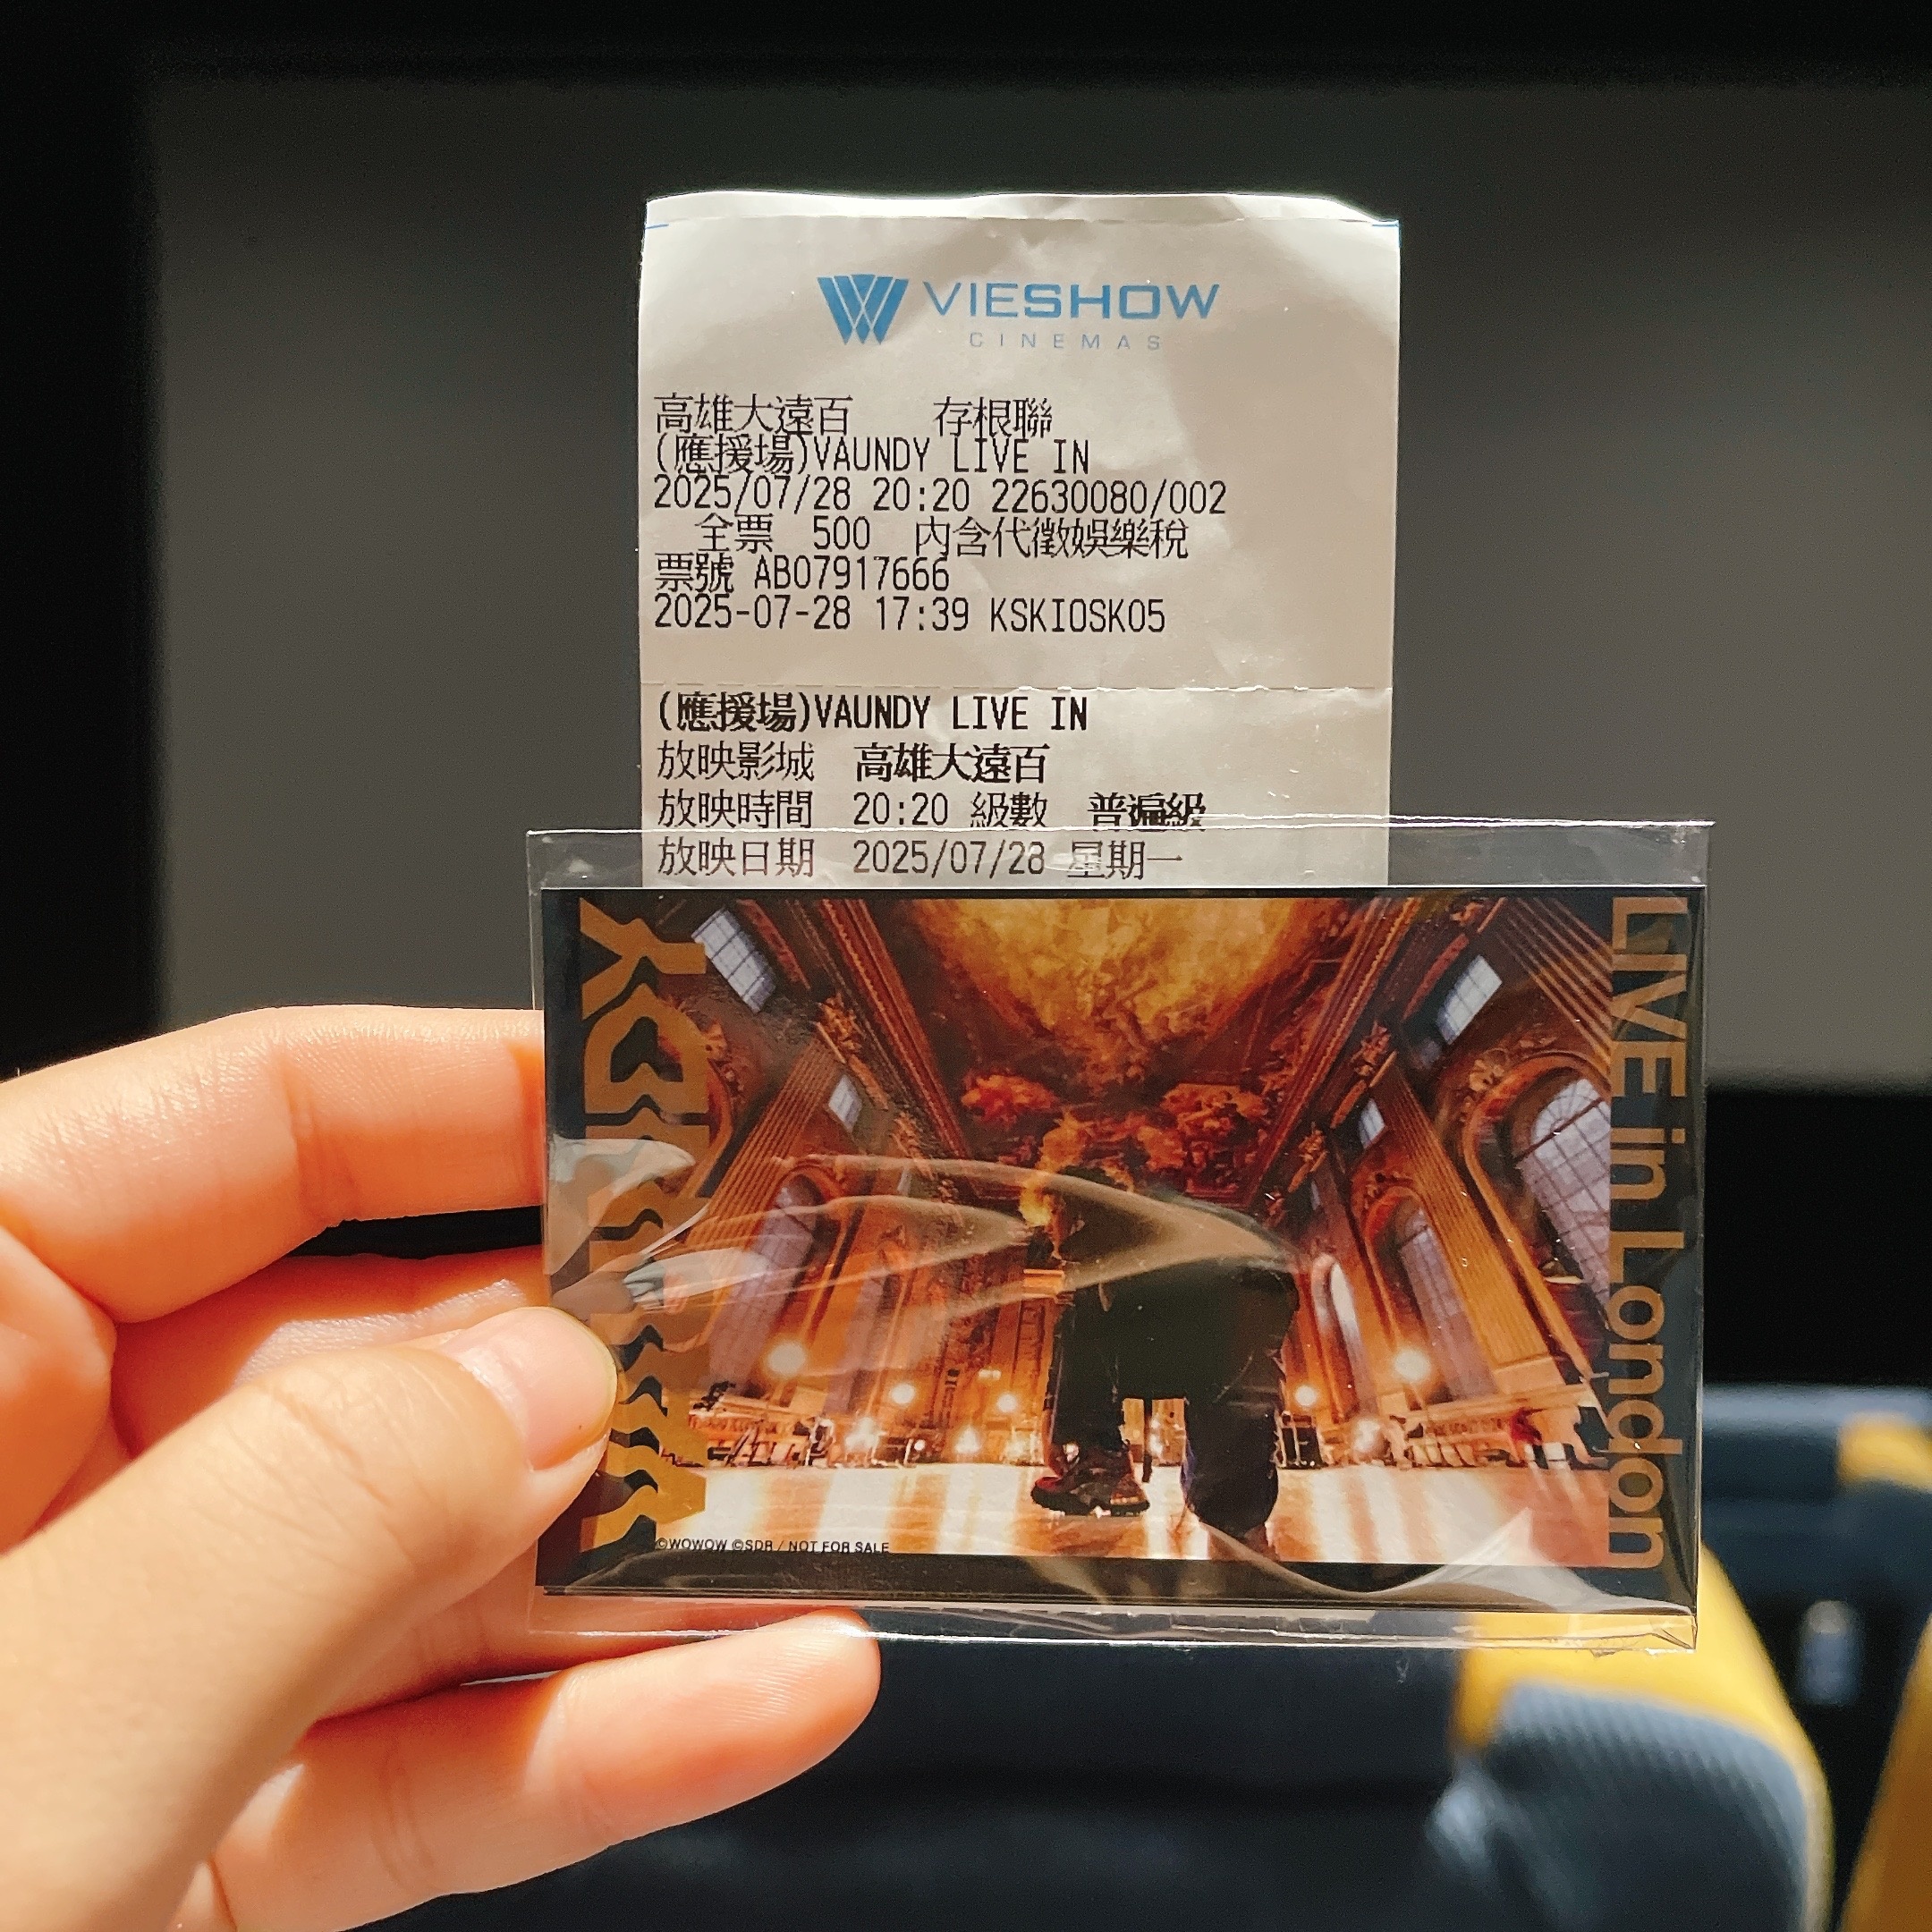 VIESHOW
CINEMAS
高雄大遠百 存根聯
(應援場)VAUNDY LIVE IN
2025/07/28 20:20 22630080/002
全票 500 內含代徵娛樂稅
票號 AB07917666
2025-07-28 17:39 KSKIOSK05
(應援場)VAUNDY LIVE IN
放映影城 高雄大遠百
放映時間 20:20 級數 普遍級
放映日期 2025/07/28 星期一
VAUNDY
LIVE in London
©WOWOW ©SDR / NOT FOR SALE